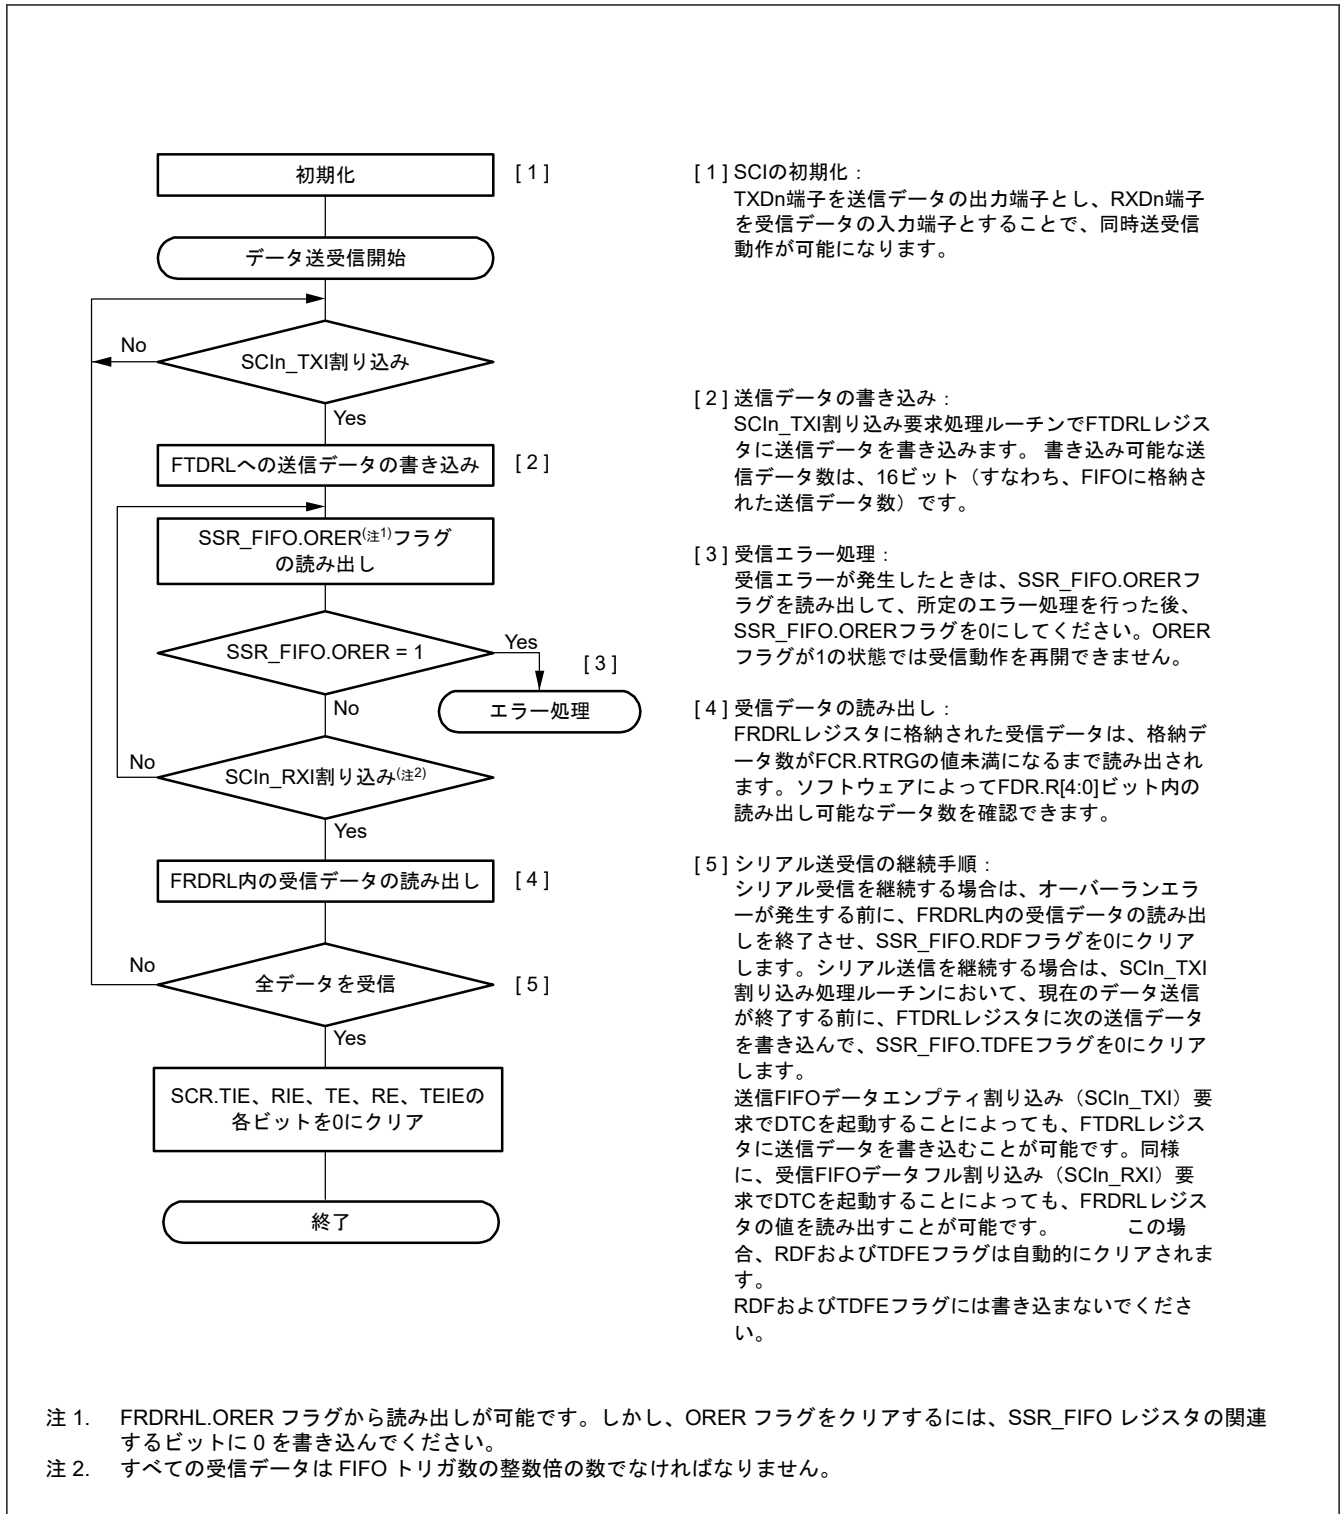 初期化
[ 1 ]
データ送受信開始
No
SCIn_TXI割り込み
Yes
FTDRLへの送信データの書き込み
[ 2 ]
SSR_FIFO.ORER(注1)フラグ
の読み出し
SSR_FIFO.ORER = 1
Yes
[ 3 ]
エラー処理
No
No
SCIn_RXI割り込み(注2)
Yes
FRDRL内の受信データの読み出し
[ 4 ]
No
全データを受信
[ 5 ]
Yes
SCR.TIE、RIE、TE、RE、TEIEの
各ビットを0にクリア
終了
[ 1 ] SCIの初期化：
TXDn端子を送信データの出力端子とし、RXDn端子
を受信データの入力端子とすることで、同時送受信
動作が可能になります。
[ 2 ] 送信データの書き込み：
SCIn_TXI割り込み要求処理ルーチンでFTDRLレジス
タに送信データを書き込みます。 書き込み可能な送
信データ数は、16ビット（すなわち、FIFOに格納さ
れた送信データ数）です。
[ 3 ] 受信エラー処理：
受信エラーが発生したときは、SSR_FIFO.ORERフ
ラグを読み出して、所定のエラー処理を行った後、
SSR_FIFO.ORERフラグを0にしてください。ORER
フラグが1の状態では受信動作を再開できません。
[ 4 ] 受信データの読み出し：
FRDRLレジスタに格納された受信データは、格納デ
ータ数がFCR.RTRGの値未満になるまで読み出され
ます。ソフトウェアによってFDR.R[4:0]ビット内の
読み出し可能なデータ数を確認できます。
[ 5 ] シリアル送受信の継続手順：
シリアル受信を継続する場合は、オーバーランエラ
ーが発生する前に、FRDRL内の受信データの読み出
しを終了させ、SSR_FIFO.RDFフラグを0にクリア
します。シリアル送信を継続する場合は、SCIn_TXI
割り込み処理ルーチンにおいて、現在のデータ送信
が終了する前に、FTDRLレジスタに次の送信データ
を書き込んで、SSR_FIFO.TDFEフラグを0にクリア
します。
送信FIFOデータエンプティ割り込み（SCIn_TXI）要
求でDTCを起動することによっても、FTDRLレジス
タに送信データを書き込むことが可能です。同様
に、受信FIFOデータフル割り込み（SCIn_RXI）要
求でDTCを起動することによっても、FRDRLレジス
タの値を読み出すことが可能です。 この場
合、RDFおよびTDFEフラグは自動的にクリアされま
す。
RDFおよびTDFEフラグには書き込まないでくださ
い。
注 1. FRDRHL.ORER フラグから読み出しが可能です。しかし、ORER フラグをクリアするには、SSR_FIFO レジスタの関連
するビットに 0 を書き込んでください。
注 2. すべての受信データは FIFO トリガ数の整数倍の数でなければなりません。